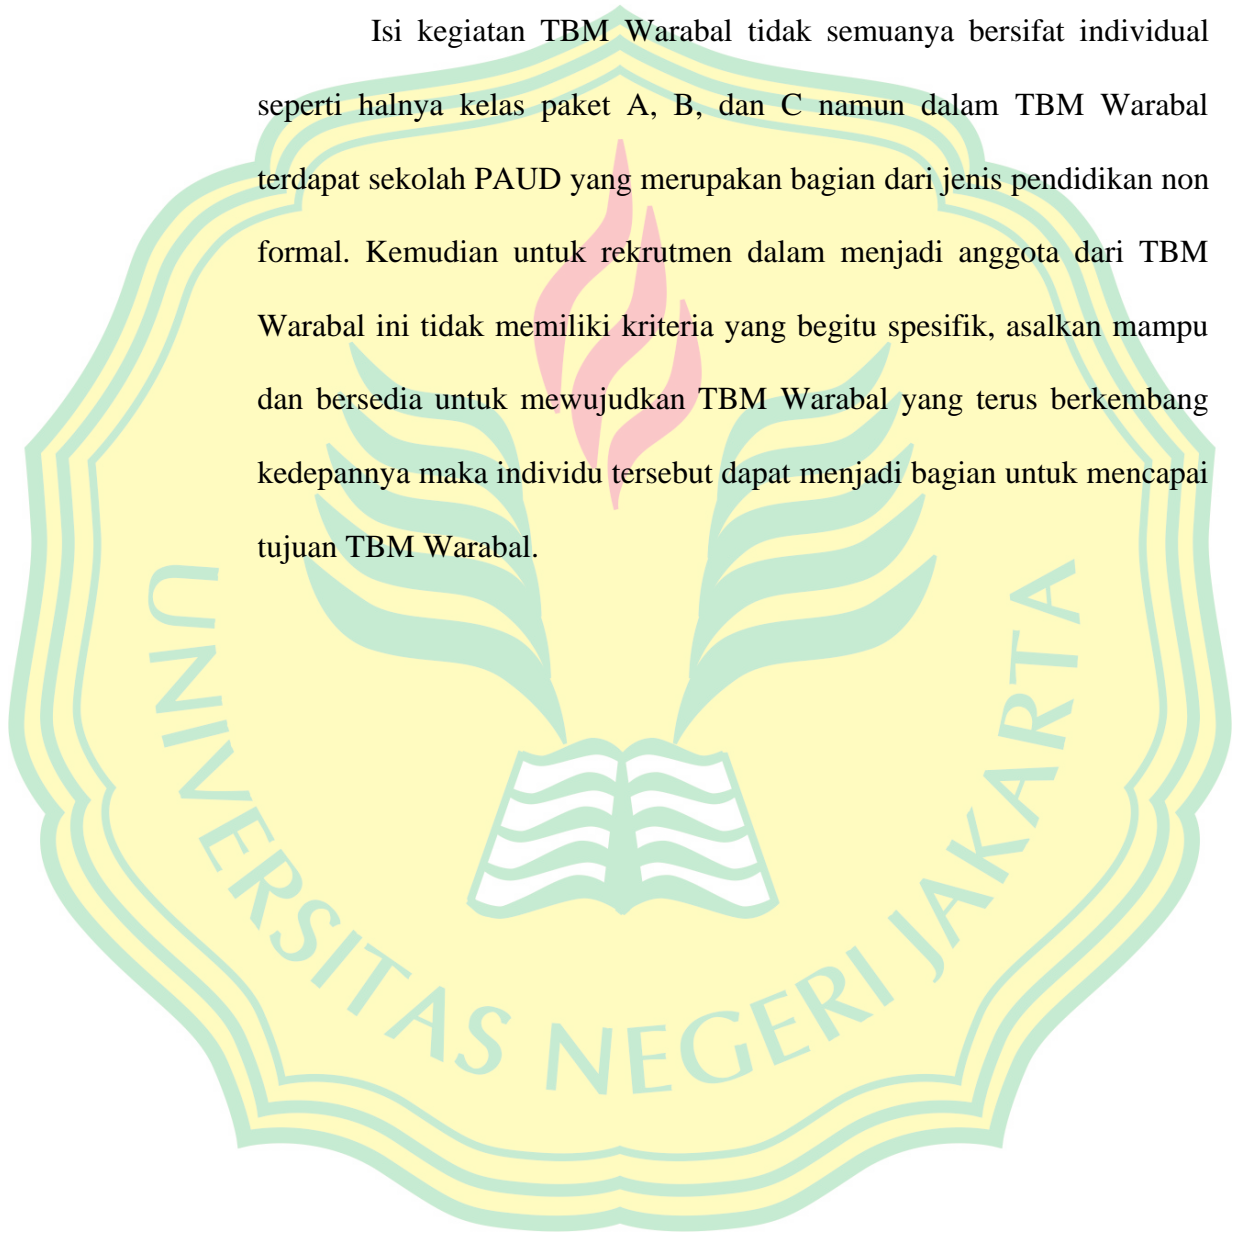 Isi kegiatan TBM Warabal tidak semuanya bersifat individual
seperti halnya kelas paket A, B, dan C namun dalam TBM Warabal
terdapat sekolah PAUD yang merupakan bagian dari jenis pendidikan non
formal. Kemudian untuk rekrutmen dalam menjadi anggota dari TBM
Warabal ini tidak memiliki kriteria yang begitu spesifik, asalkan mampu
dan bersedia untuk mewujudkan TBM Warabal yang terus berkembang
kedepannya maka individu tersebut dapat menjadi bagian untuk mencapai
tujuan TBM Warabal.
UNIVERSITAS NEGERI JAKARTA